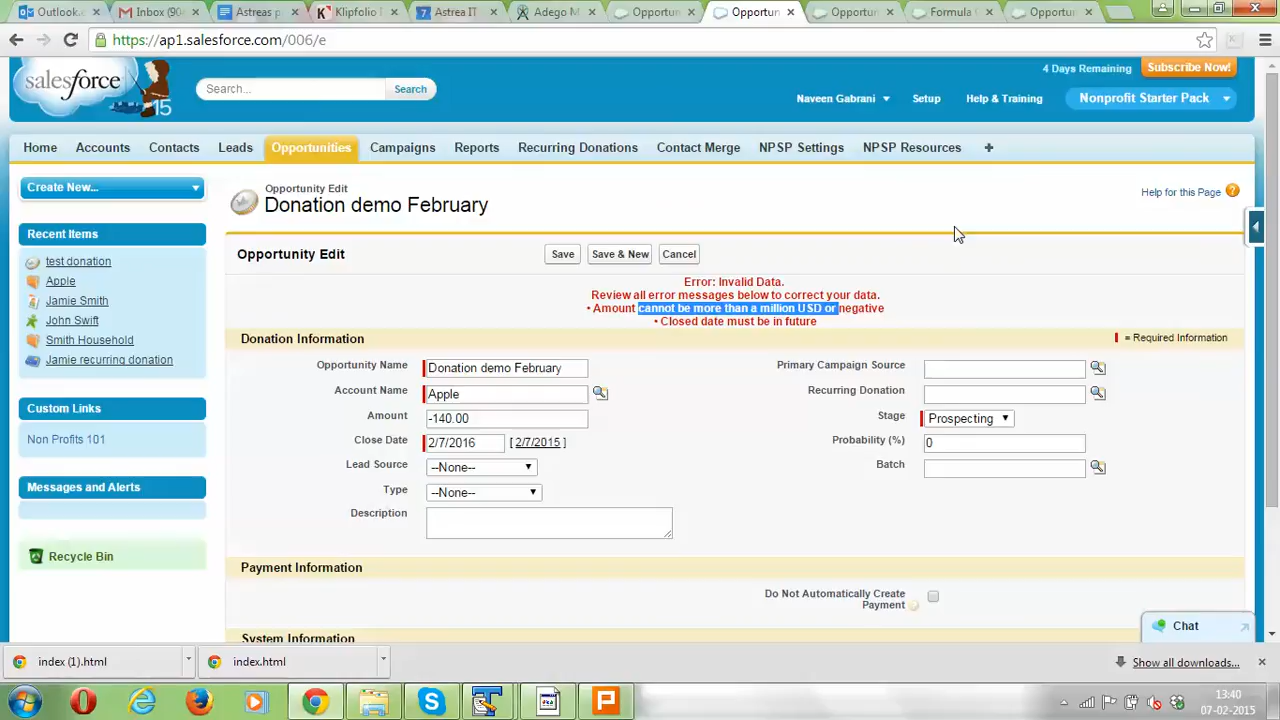 Outlook.c
Inbox (904
Astreas p
Klipfolio
Astrea IT
Adego M
Opportun
Opportun
Opportun
Formula
Opportun
https://ap1.salesforce.com/006/e
salesforce
15
Search...
Search
4 Days Remaining
Subscribe Now!
Naveen Gabrani
Setup
Help & Training
Nonprofit Starter Pack
Home
Accounts
Contacts
Leads
Opportunities
Campaigns
Reports
Recurring Donations
Contact Merge
NPSP Settings
NPSP Resources
+
Create New...
Recent Items
test donation
Apple
Jamie Smith
John Swift
Smith Household
Jamie recurring donation
Custom Links
Non Profits 101
Messages and Alerts
Recycle Bin
Opportunity Edit
Donation demo February
Help for this Page
Opportunity Edit
Save
Save & New
Cancel
Error: Invalid Data.
Review all error messages below to correct your data.
• Amount cannot be more than a million USD or negative
• Closed date must be in future
Donation Information
= Required Information
Opportunity Name Donation demo February
Primary Campaign Source
Account Name Apple
Recurring Donation
Amount -140.00
Stage Prospecting
Close Date 2/7/2016 [ 2/7/2015 ]
Probability (%) 0
Lead Source --None--
Batch
Type --None--
Description
Payment Information
Do Not Automatically Create
Payment
System Information
Chat
index (1).html
index.html
Show all downloads...
13:40
07-02-2015